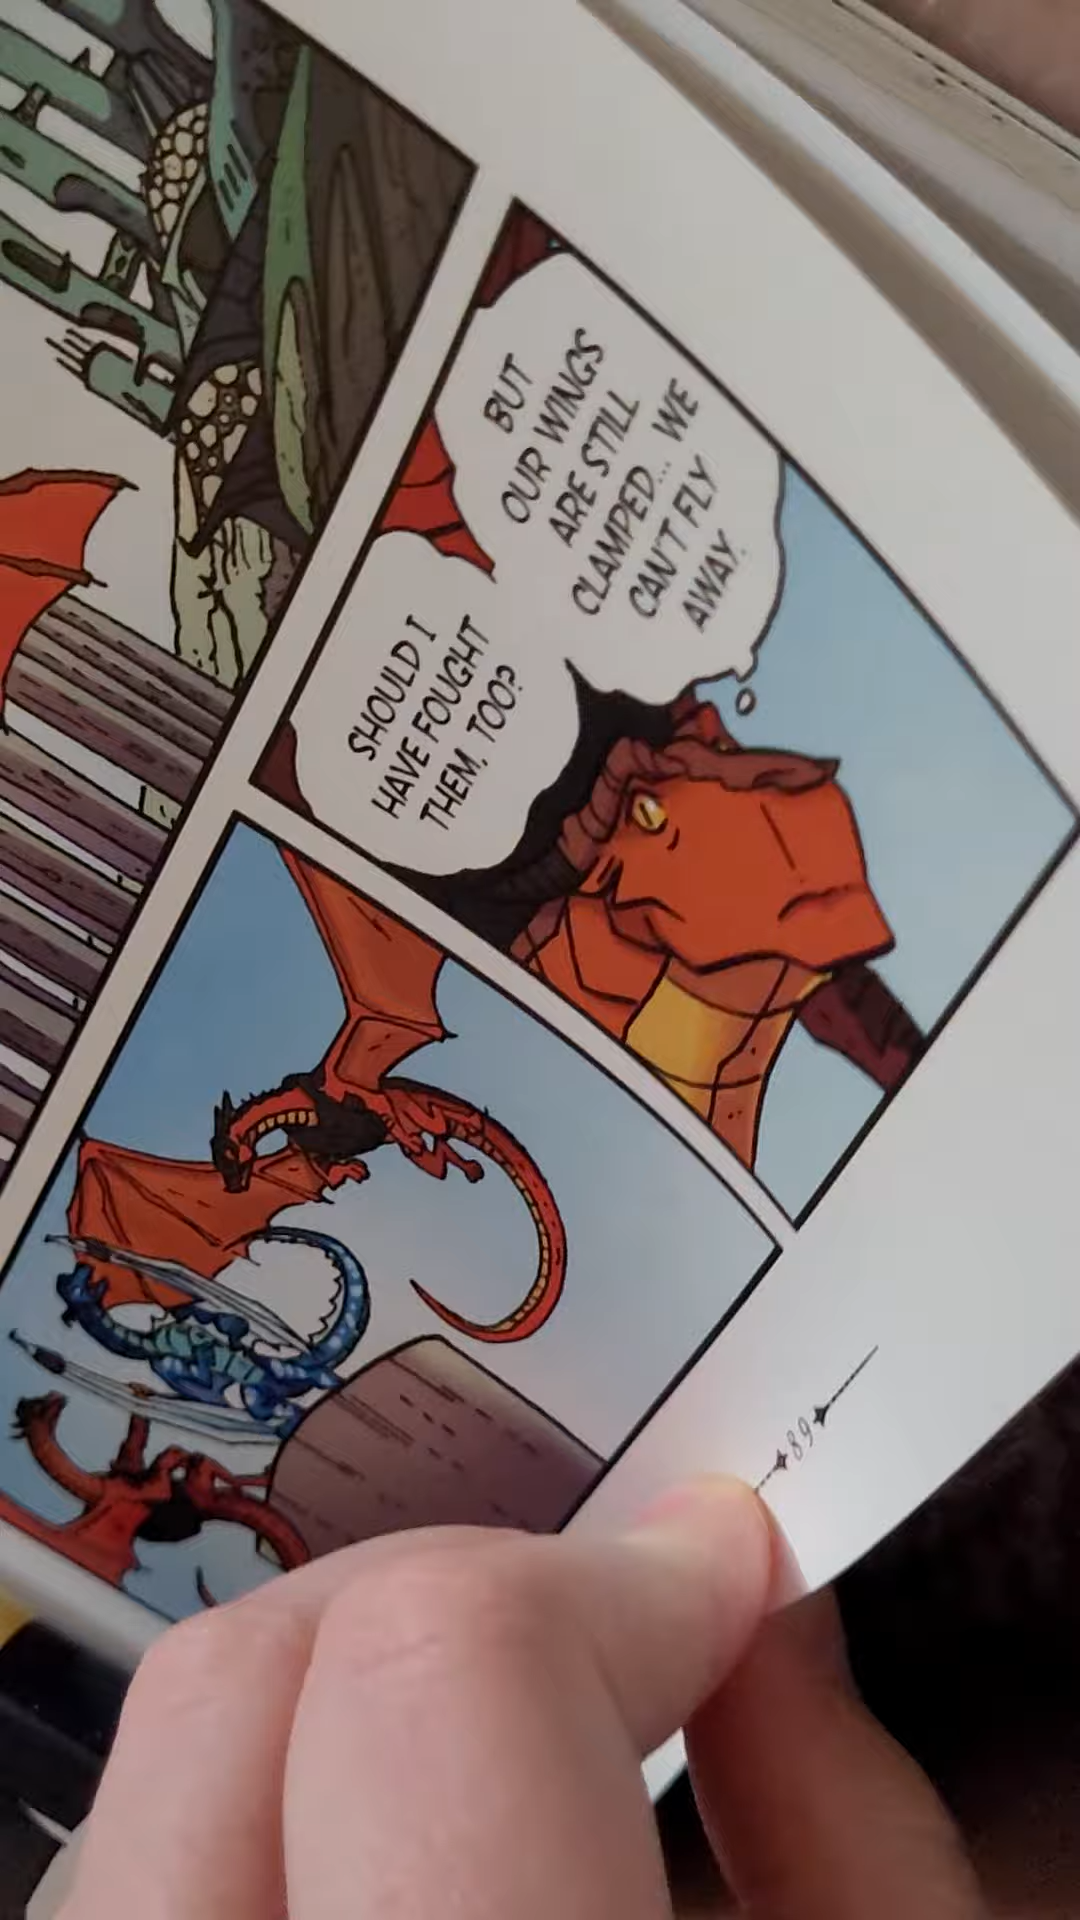 SHOULD I
HAVE FOUGHT
THEM, TOO?
BUT
OUR WINGS
ARE STILL
CLAMPED... WE
CAN'T FLY
AWAY.
89